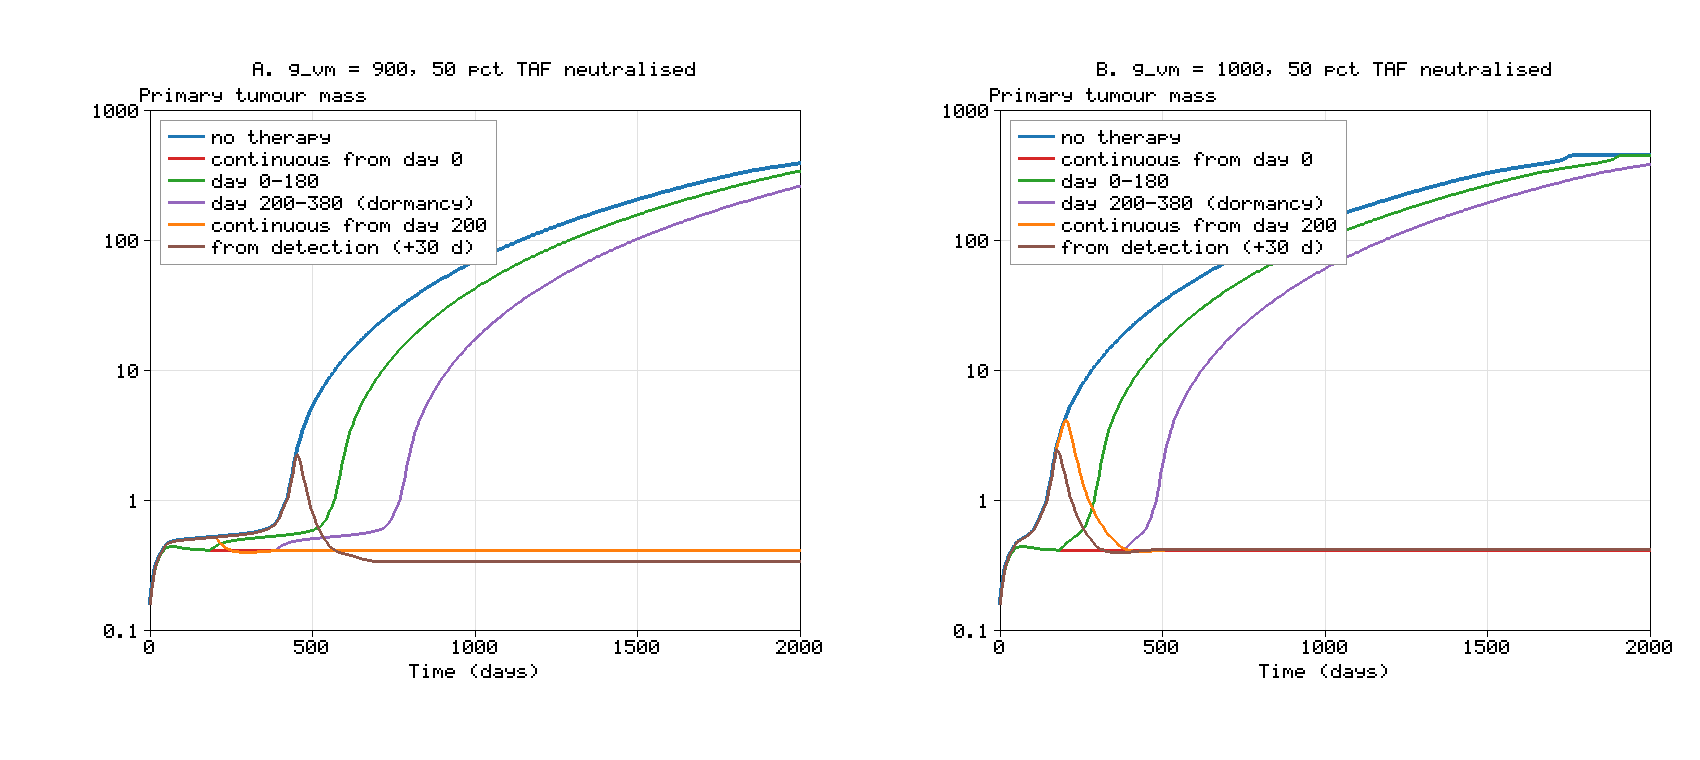 A. g_vm = 900, 50 pct TAF neutralised
Primary tumour mass
1000
100
10
1
0.1
no therapy
continuous from day 0
day 0-180
day 200-380 (dormancy)
continuous from day 200
from detection (+30 d)
0 500 1000 1500 2000
Time (days)
B. g_vm = 1000, 50 pct TAF neutralised
Primary tumour mass
1000
100
10
1
0.1
no therapy
continuous from day 0
day 0-180
day 200-380 (dormancy)
continuous from day 200
from detection (+30 d)
0 500 1000 1500 2000
Time (days)